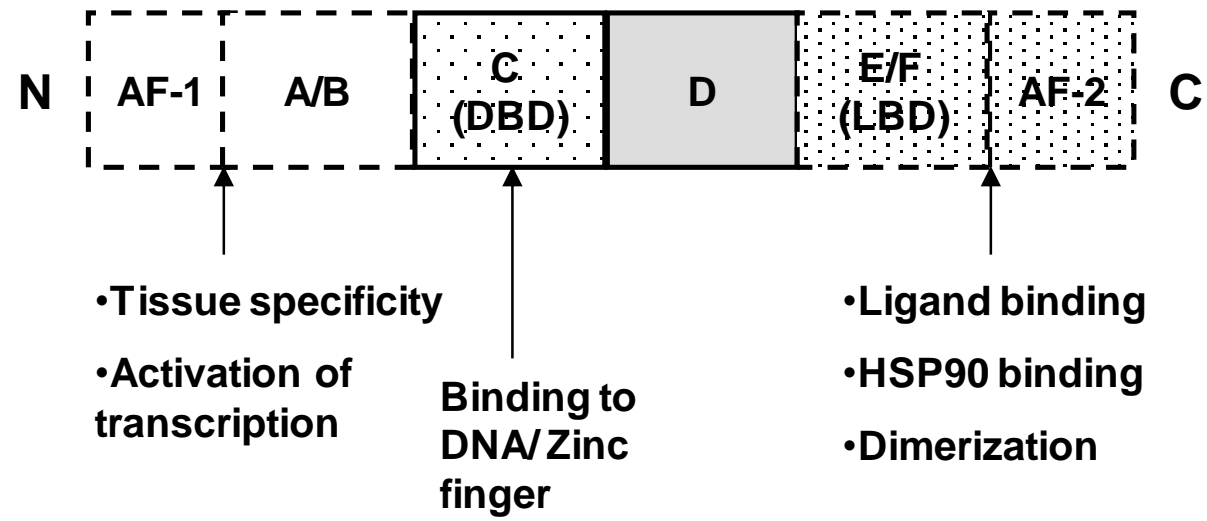 N AF-1 A/B C (DBD) D E/F (LBD) AF-2 C
•Tissue specificity
•Activation of
transcription
Binding to
DNA/ Zinc
finger
•Ligand binding
•HSP90 binding
•Dimerization